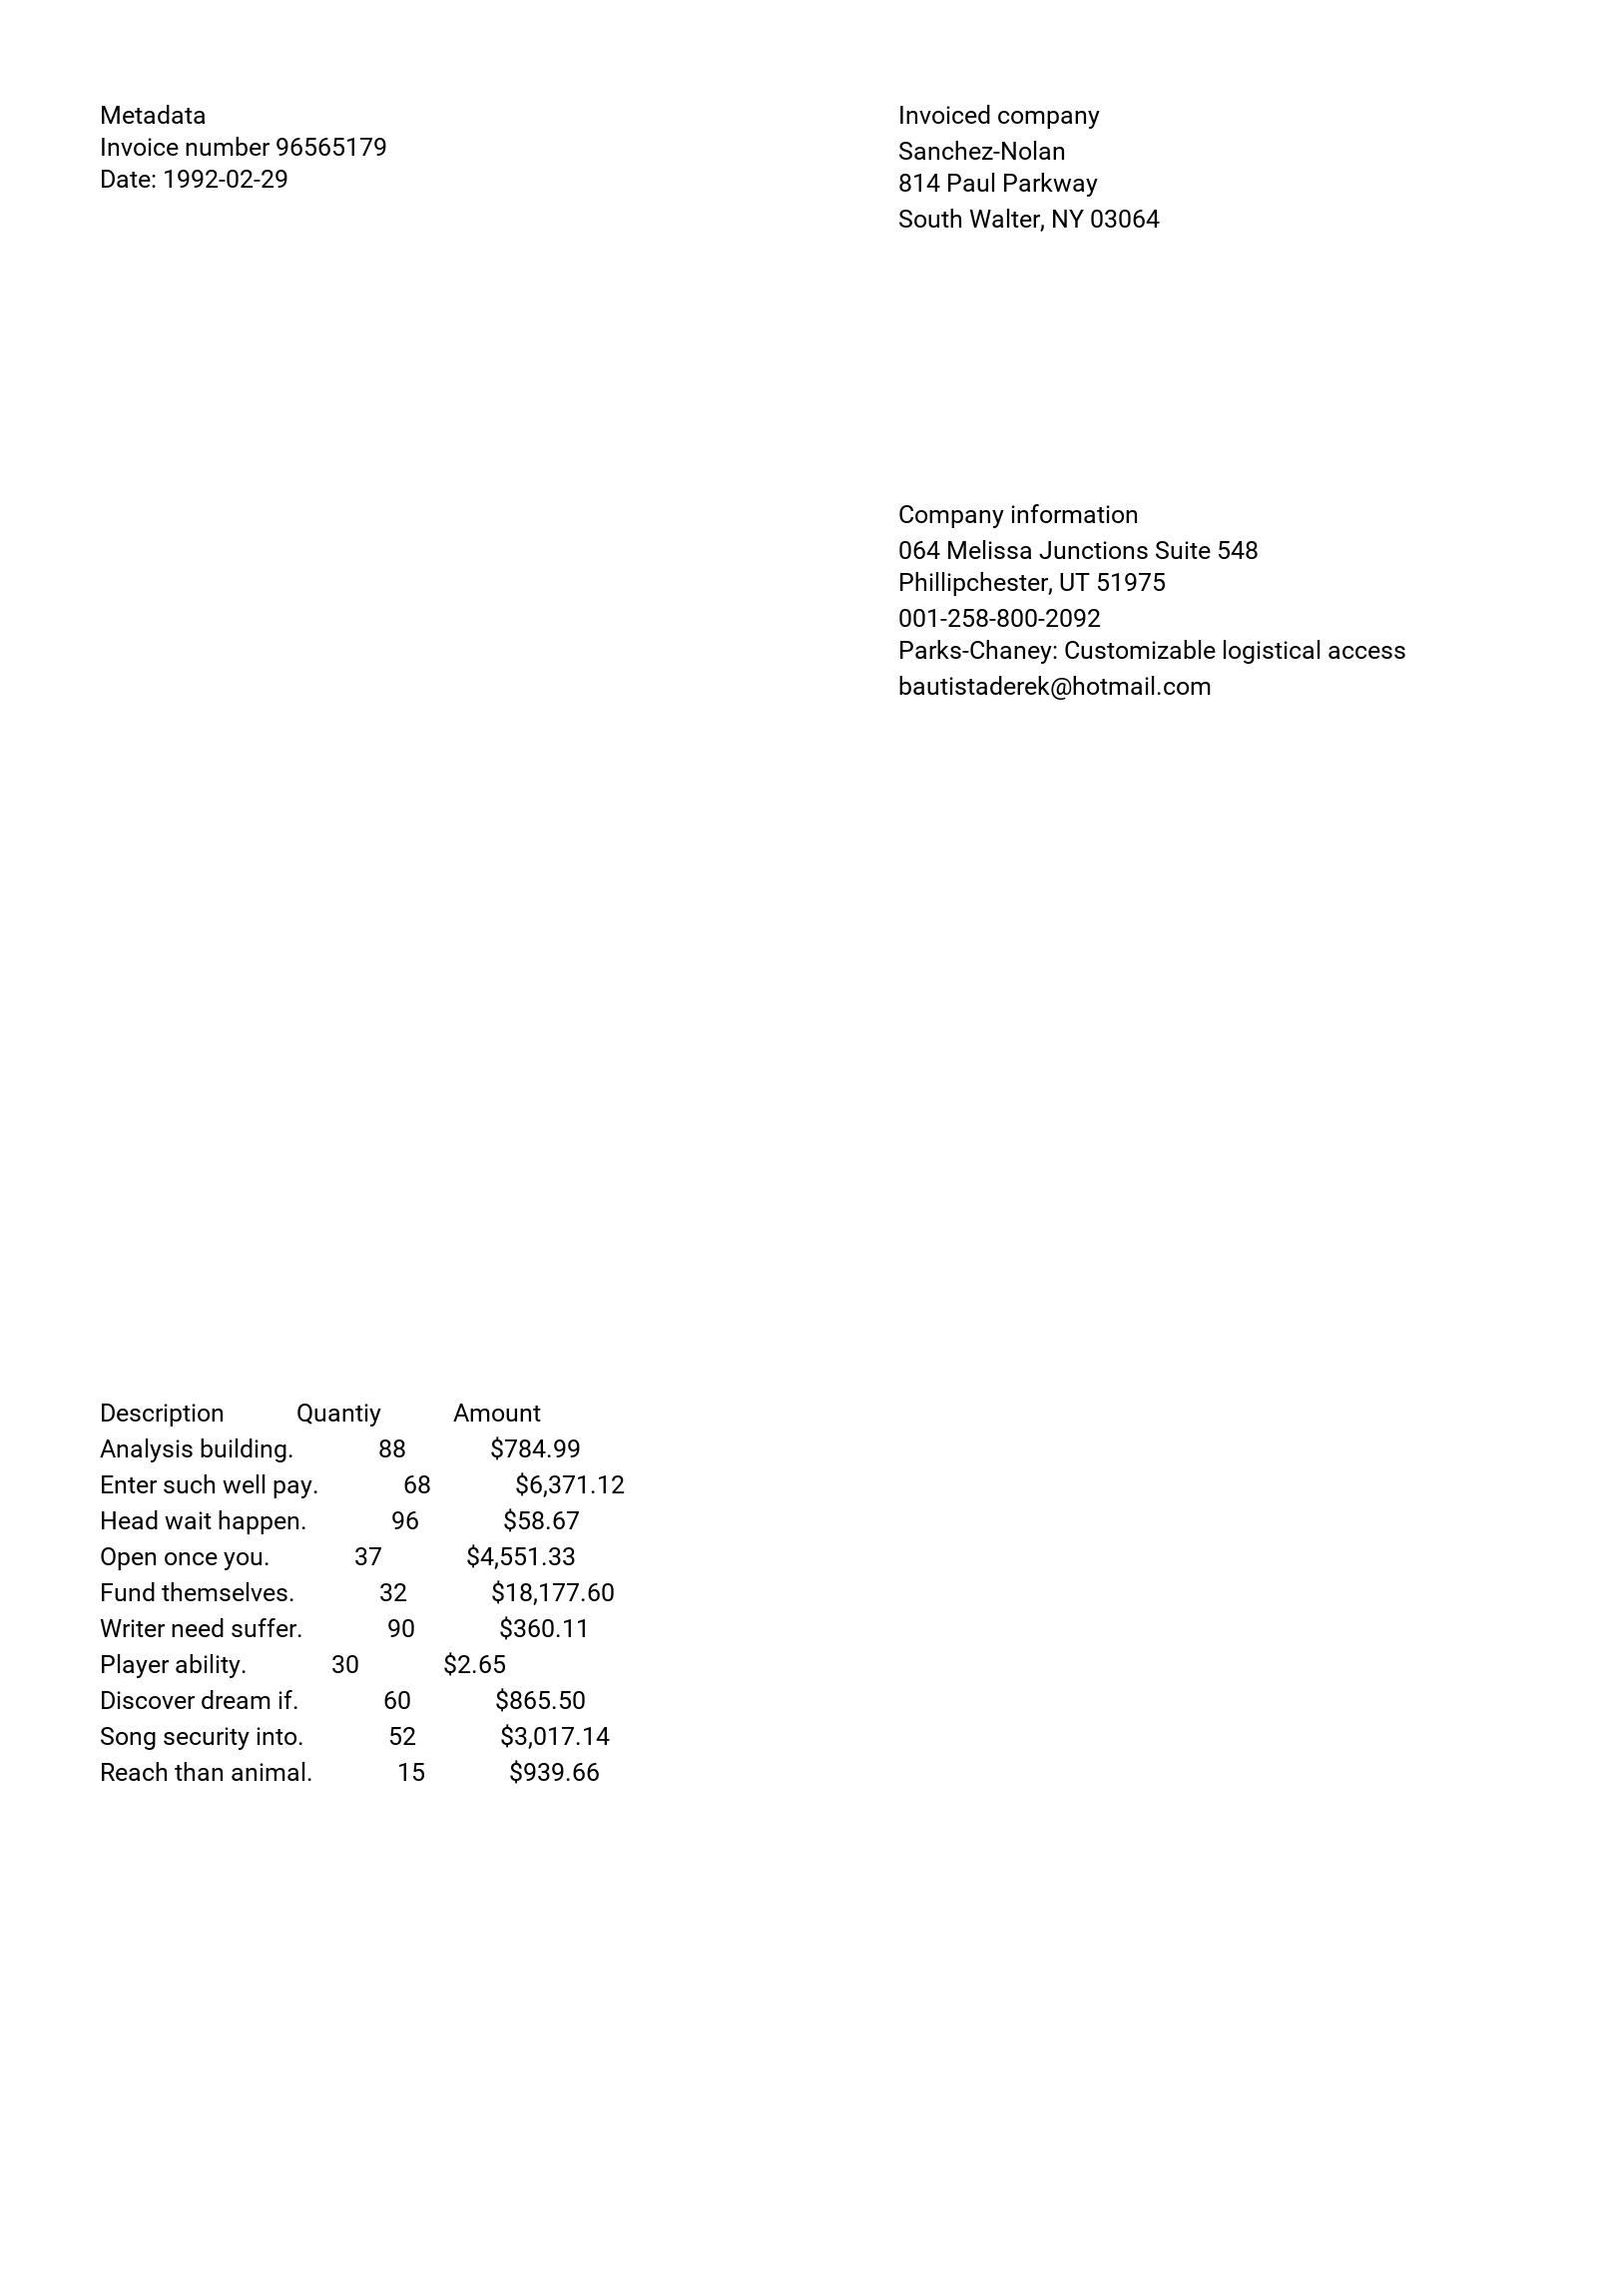 Metadata
Invoice number 96565179
Date: 1992-02-29
Invoiced company
Sanchez-Nolan
814 Paul Parkway
South Walter, NY 03064
Company information
064 Melissa Junctions Suite 548
Phillipchester, UT 51975
001-258-800-2092
Parks-Chaney: Customizable logistical access
bautistaderek@hotmail.com
Description Quantiy Amount
Analysis building. 88 $784.99
Enter such well pay. 68 $6,371.12
Head wait happen. 96 $58.67
Open once you. 37 $4,551.33
Fund themselves. 32 $18,177.60
Writer need suffer. 90 $360.11
Player ability. 30 $2.65
Discover dream if. 60 $865.50
Song security into. 52 $3,017.14
Reach than animal. 15 $939.66